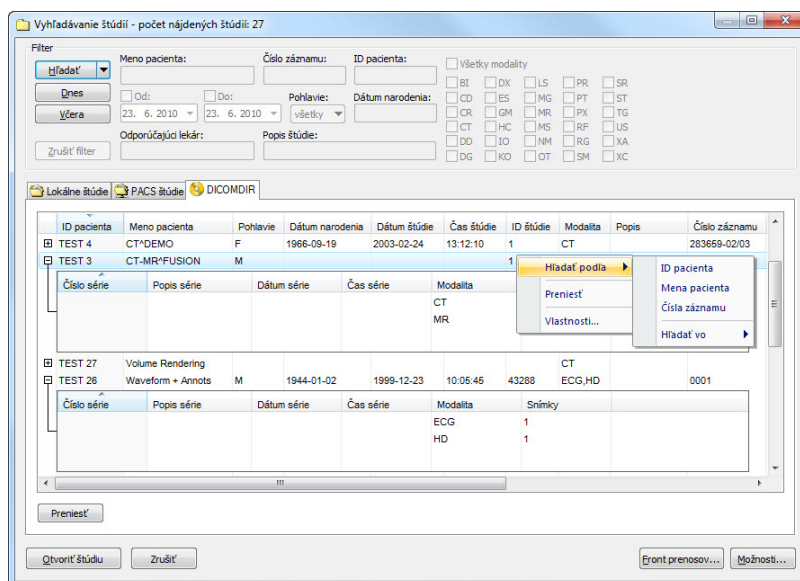 Vyhľadávanie štúdií - počet nájdených štúdií: 27
Filter
Hľadať
Dnes
Včera
Zrušiť filter
Meno pacienta: Číslo záznamu: ID pacienta:
Od: Do: Pohlavie: Dátum narodenia:
23. 6. 2010 23. 6. 2010 všetky
Odporúčajúci lekár: Popis štúdie:
Všetky modality
BI DX LS PR SR
CD ES MG PT ST
CR GM MR PX TG
CT HC MS RF US
DD IO NM RG XA
DG KO OT SM XC
Lokálne štúdie PACS štúdie DICOMDIR
ID pacienta Meno pacienta Pohlavie Dátum narodenia Dátum štúdie Čas štúdie ID štúdie Modalita Popis Číslo záznamu
TEST 4 CT^DEMO F 1966-09-19 2003-02-24 13:12:10 1 CT 283659-02/03
TEST 3 CT-MR^FUSION M 1
Číslo série Popis série Dátum série Čas série Modalita
CT
MR
Hľadať podľa
Preniesť
Vlastnosti...
ID pacienta
Mena pacienta
Čísla záznamu
Hľadať vo
TEST 27 Volume Rendering CT
TEST 26 Waveform + Annots M 1944-01-02 1999-12-23 10:05:45 43288 ECG,HD 0001
Číslo série Popis série Dátum série Čas série Modalita Snímky
ECG 1
HD 1
Preniesť
Otvoriť štúdiu Zrušiť Front prenosov... Možnosti...